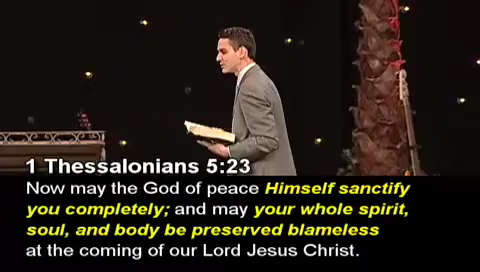 1 Thessalonians 5:23
Now may the God of peace Himself sanctify
you completely; and may your whole spirit,
soul, and body be preserved blameless
at the coming of our Lord Jesus Christ.